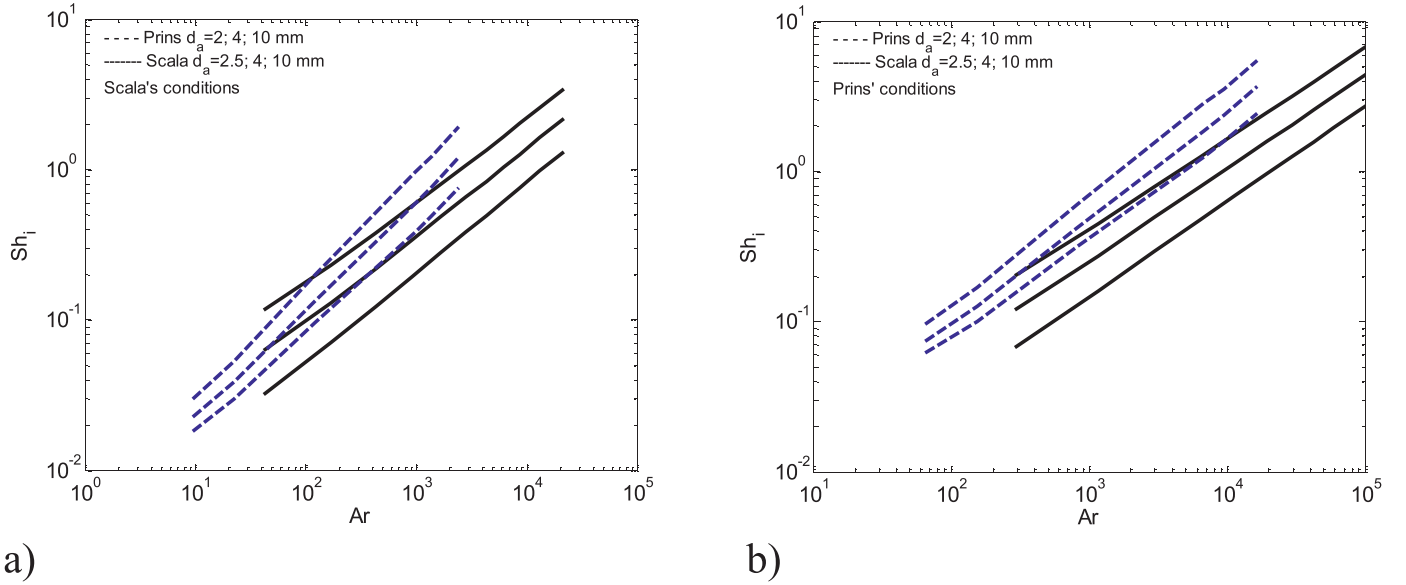 10^1
10^0
10^-1
10^-2
Sh_i
---- Prins d_a=2; 4; 10 mm
------- Scala d_a=2.5; 4; 10 mm
Scala's conditions
10^0 10^1 10^2 10^3 10^4 10^5
Ar
a)
10^1
10^0
10^-1
10^-2
Sh_i
---- Prins d_a=2; 4; 10 mm
------- Scala d_a=2.5; 4; 10 mm
Prins' conditions
10^1 10^2 10^3 10^4 10^5
Ar
b)